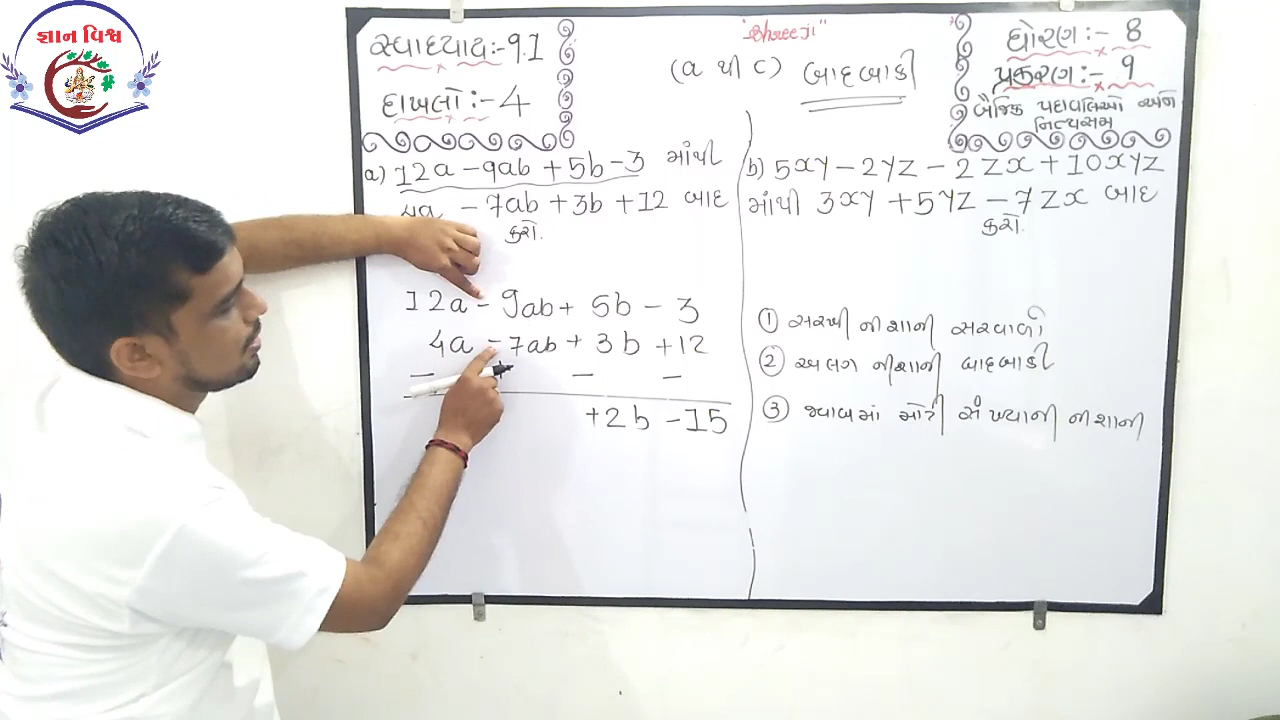 જ્ઞાન વિશ્વ
સ્વાધ્યાયઃ-9.1
દાખલોઃ-4
"Shreeji"
(a થી c) બાદબાકી
ધોરણઃ- 8
પ્રકરણઃ- 9
બૈજિક પદાવલિઓ અને
નિત્યસમ
a) 12a - 9ab + 5b - 3 માંથી
4a - 7ab + 3b + 12 બાદ
કરો.
12a - 9ab + 5b - 3
4a - 7ab + 3b + 12
- + - -
+2b - 15
b) 5xy - 2yz - 2zx + 10xyz
માંથી 3xy + 5yz - 7zx બાદ
કરો.
① સરખી નીશાની સરવાળો
② અલગ નીશાની બાદબાકી
③ જવાબમાં મોટી સંખ્યાની નીશાની